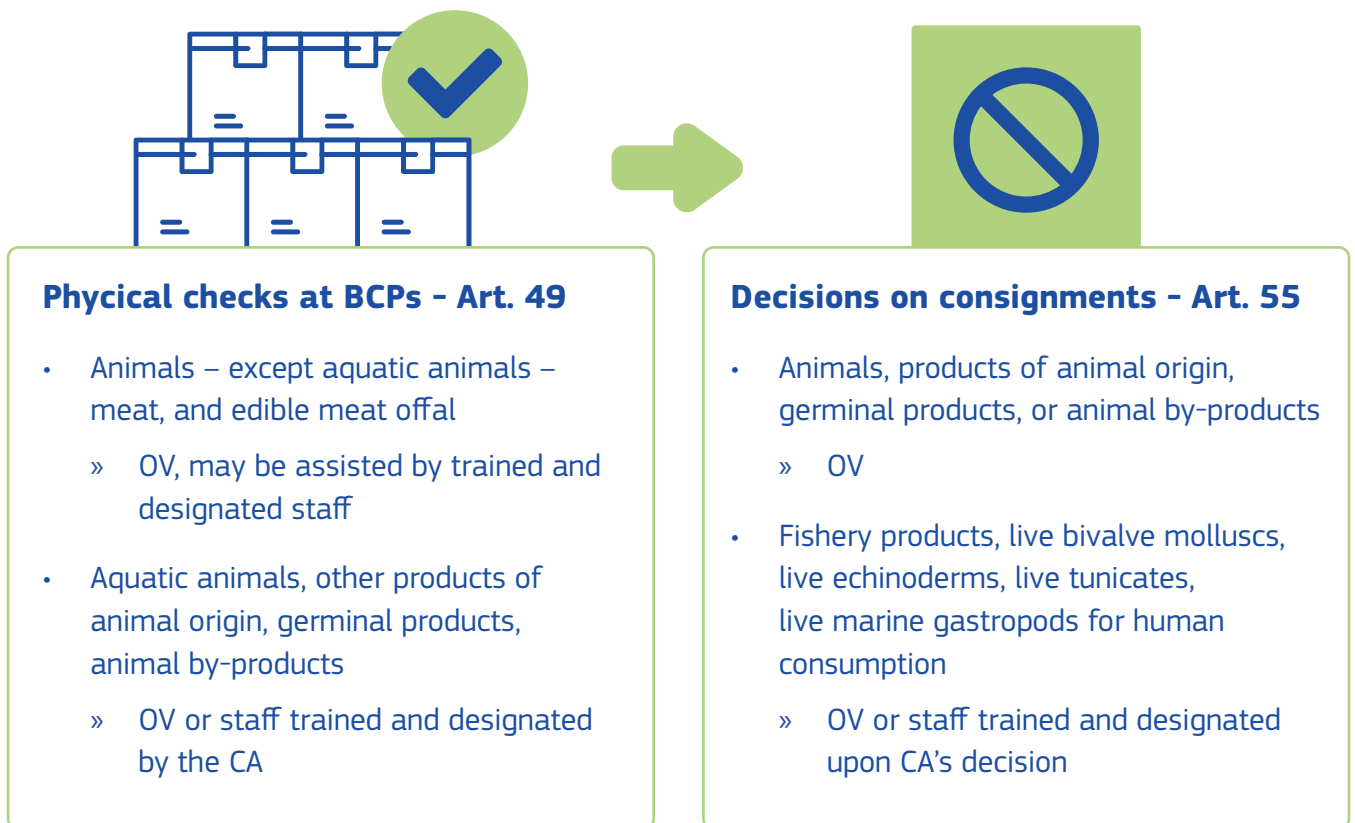 Phycical checks at BCPs – Art. 49
• Animals – except aquatic animals –
meat, and edible meat offal
» OV, may be assisted by trained and
designated staff
• Aquatic animals, other products of
animal origin, germinal products,
animal by-products
» OV or staff trained and designated
by the CA
Decisions on consignments – Art. 55
• Animals, products of animal origin,
germinal products, or animal by-products
» OV
• Fishery products, live bivalve molluscs,
live echinoderms, live tunicates,
live marine gastropods for human
consumption
» OV or staff trained and designated
upon CA’s decision